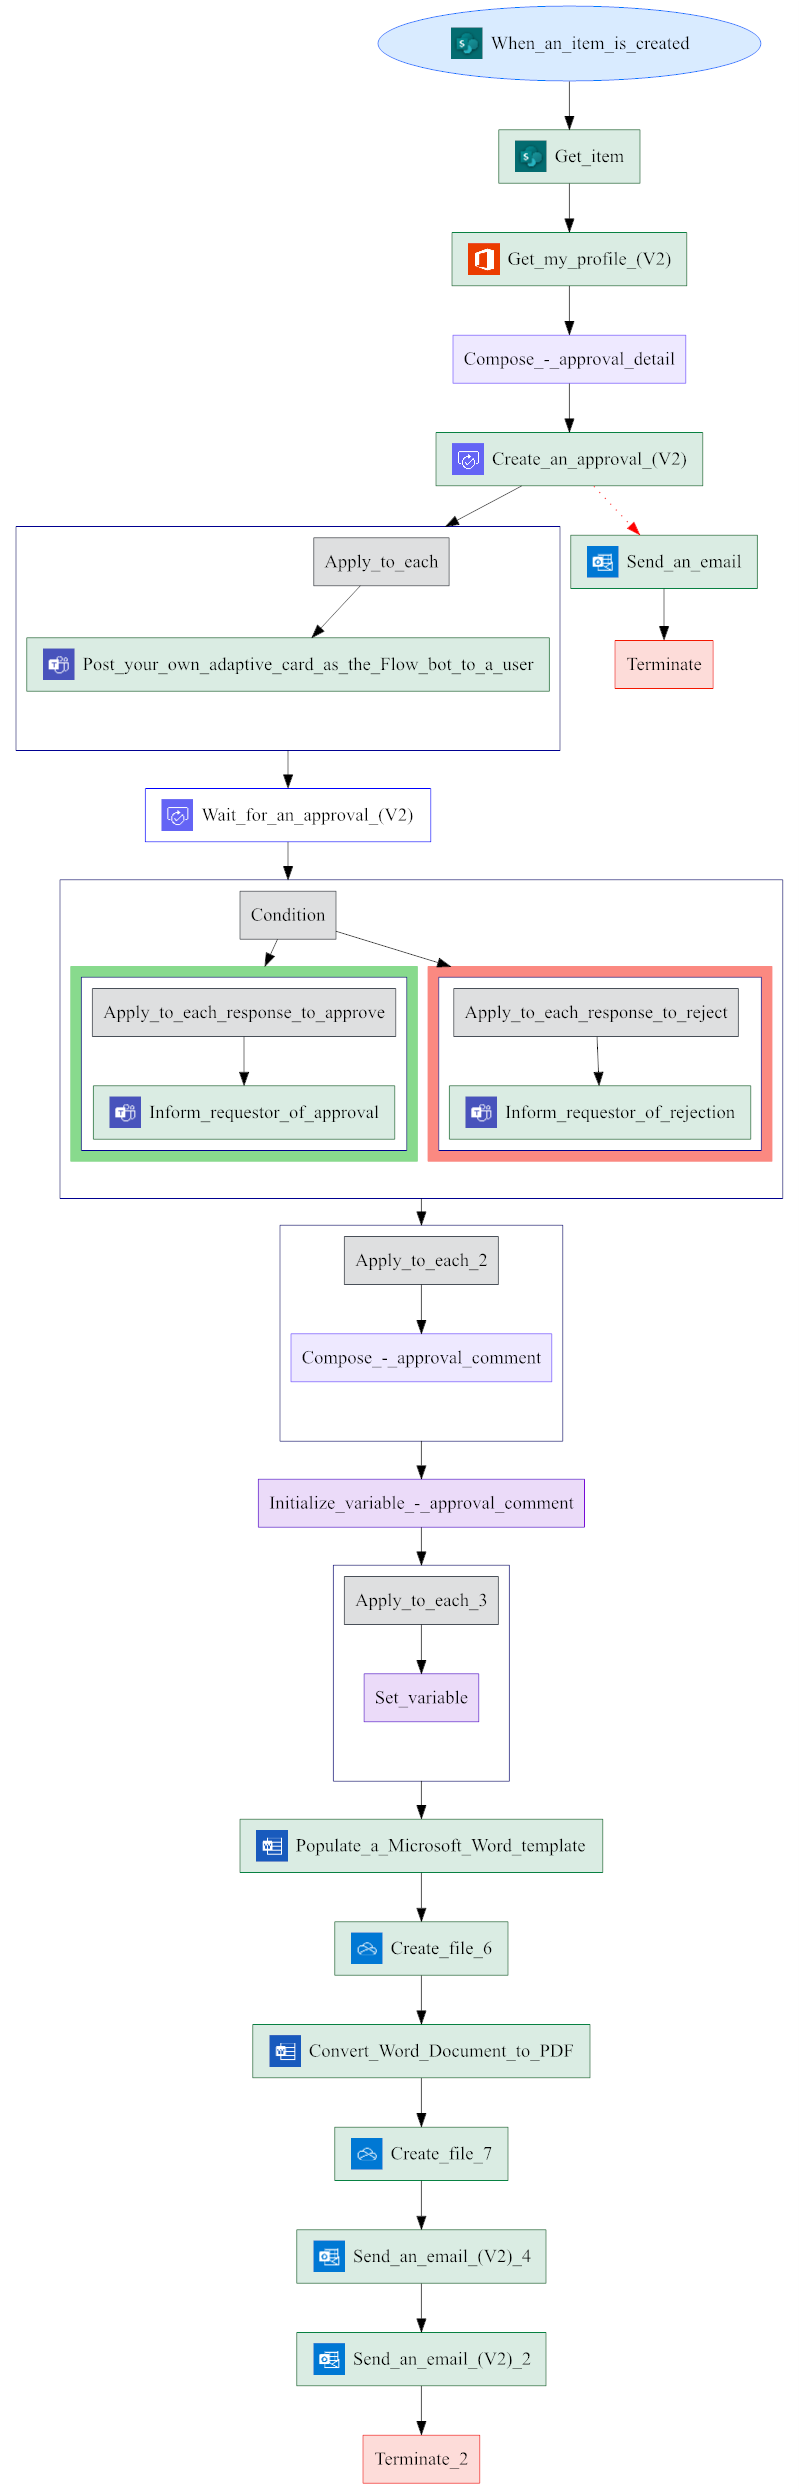 When_an_item_is_created
Get_item
Get_my_profile_(V2)
Compose_-_approval_detail
Create_an_approval_(V2)
Apply_to_each
Send_an_email
Post_your_own_adaptive_card_as_the_Flow_bot_to_a_user
Terminate
Wait_for_an_approval_(V2)
Condition
Apply_to_each_response_to_approve
Apply_to_each_response_to_reject
Inform_requestor_of_approval
Inform_requestor_of_rejection
Apply_to_each_2
Compose_-_approval_comment
Initialize_variable_-_approval_comment
Apply_to_each_3
Set_variable
Populate_a_Microsoft_Word_template
Create_file_6
Convert_Word_Document_to_PDF
Create_file_7
Send_an_email_(V2)_4
Send_an_email_(V2)_2
Terminate_2